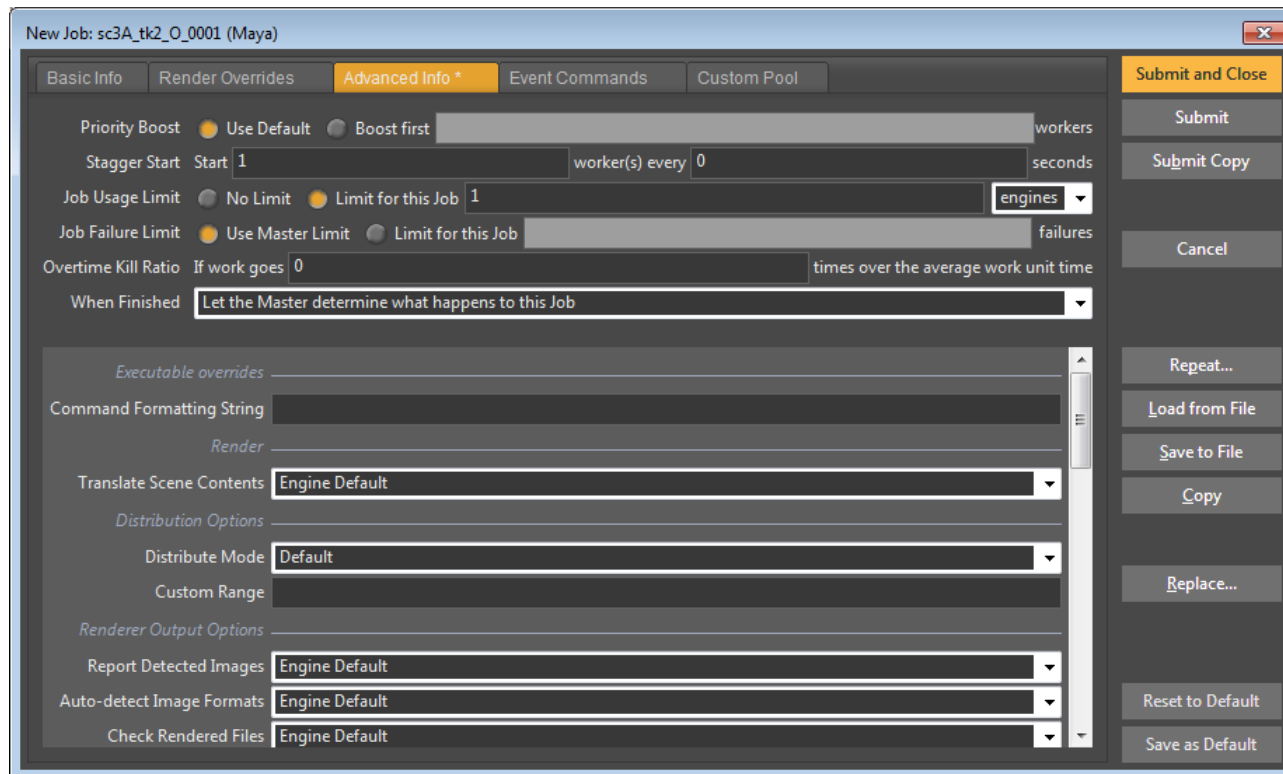 New Job: sc3A_tk2_O_0001 (Maya)
Basic Info Render Overrides Advanced Info * Event Commands Custom Pool
Priority Boost Use Default Boost first workers
Stagger Start Start 1 worker(s) every 0 seconds
Job Usage Limit No Limit Limit for this Job 1 engines
Job Failure Limit Use Master Limit Limit for this Job failures
Overtime Kill Ratio If work goes 0 times over the average work unit time
When Finished Let the Master determine what happens to this Job
Executable overrides
Command Formatting String
Render
Translate Scene Contents Engine Default
Distribution Options
Distribute Mode Default
Custom Range
Renderer Output Options
Report Detected Images Engine Default
Auto-detect Image Formats Engine Default
Check Rendered Files Engine Default
Submit and Close
Submit
Submit Copy
Cancel
Repeat...
Load from File
Save to File
Copy
Replace...
Reset to Default
Save as Default